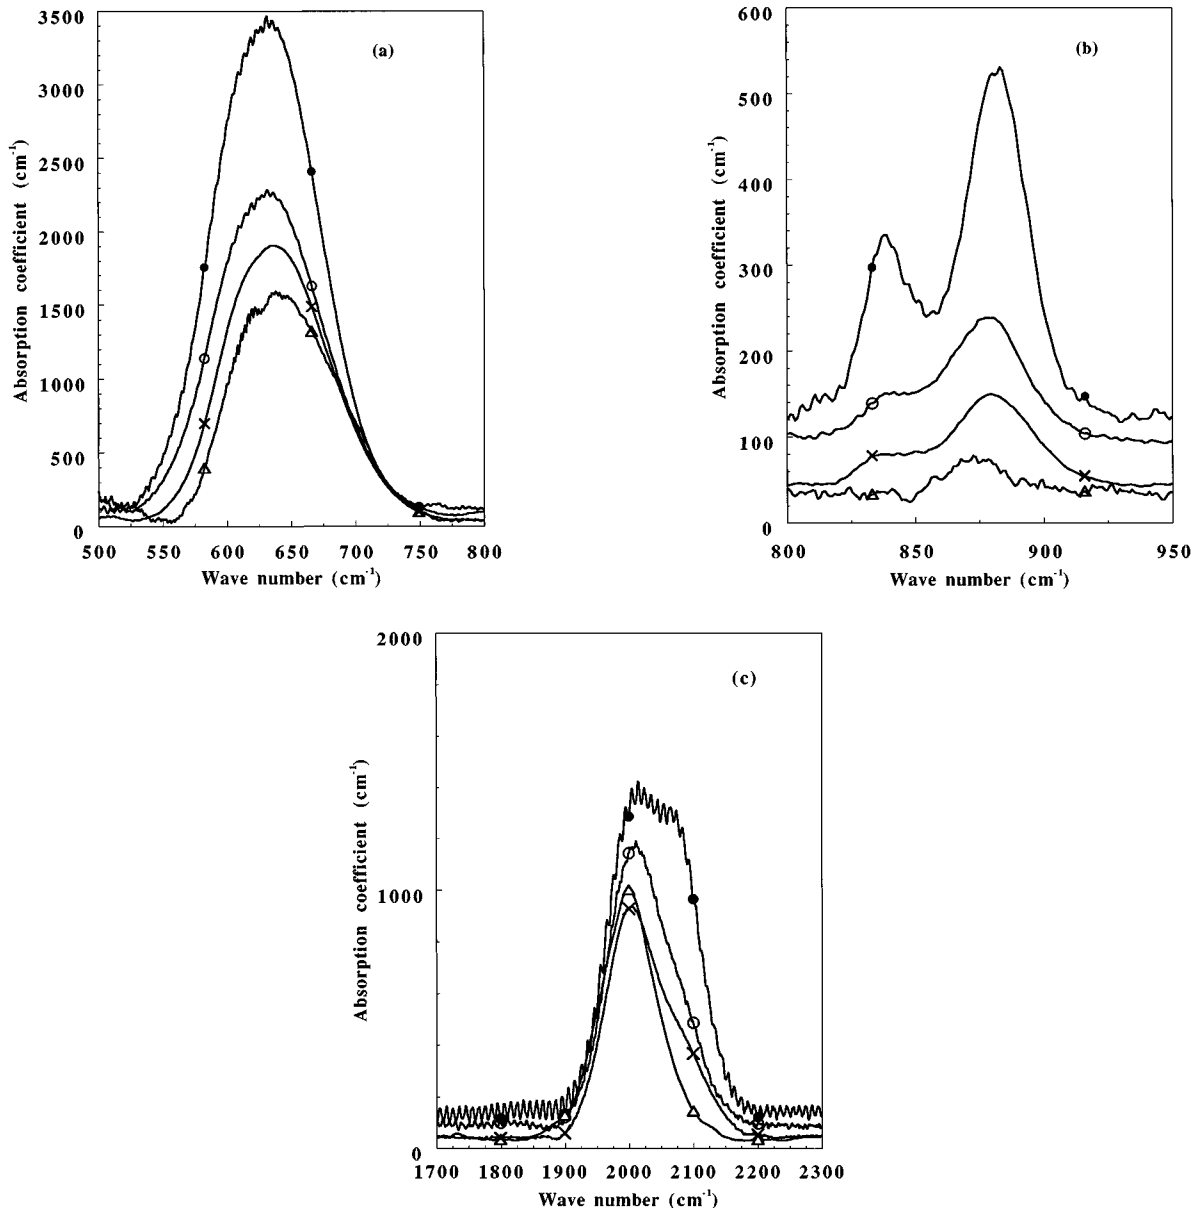 (a)
3500
3000
2500
2000
1500
1000
500
0
500 550 600 650 700 750 800
Wave number (cm-1)
Absorption coefficient (cm-1)
(b)
600
500
400
300
200
100
0
800 850 900 950
Wave number (cm-1)
Absorption coefficient (cm-1)
(c)
2000
1000
0
1700 1800 1900 2000 2100 2200 2300
Wave number (cm-1)
Absorption coefficient (cm-1)